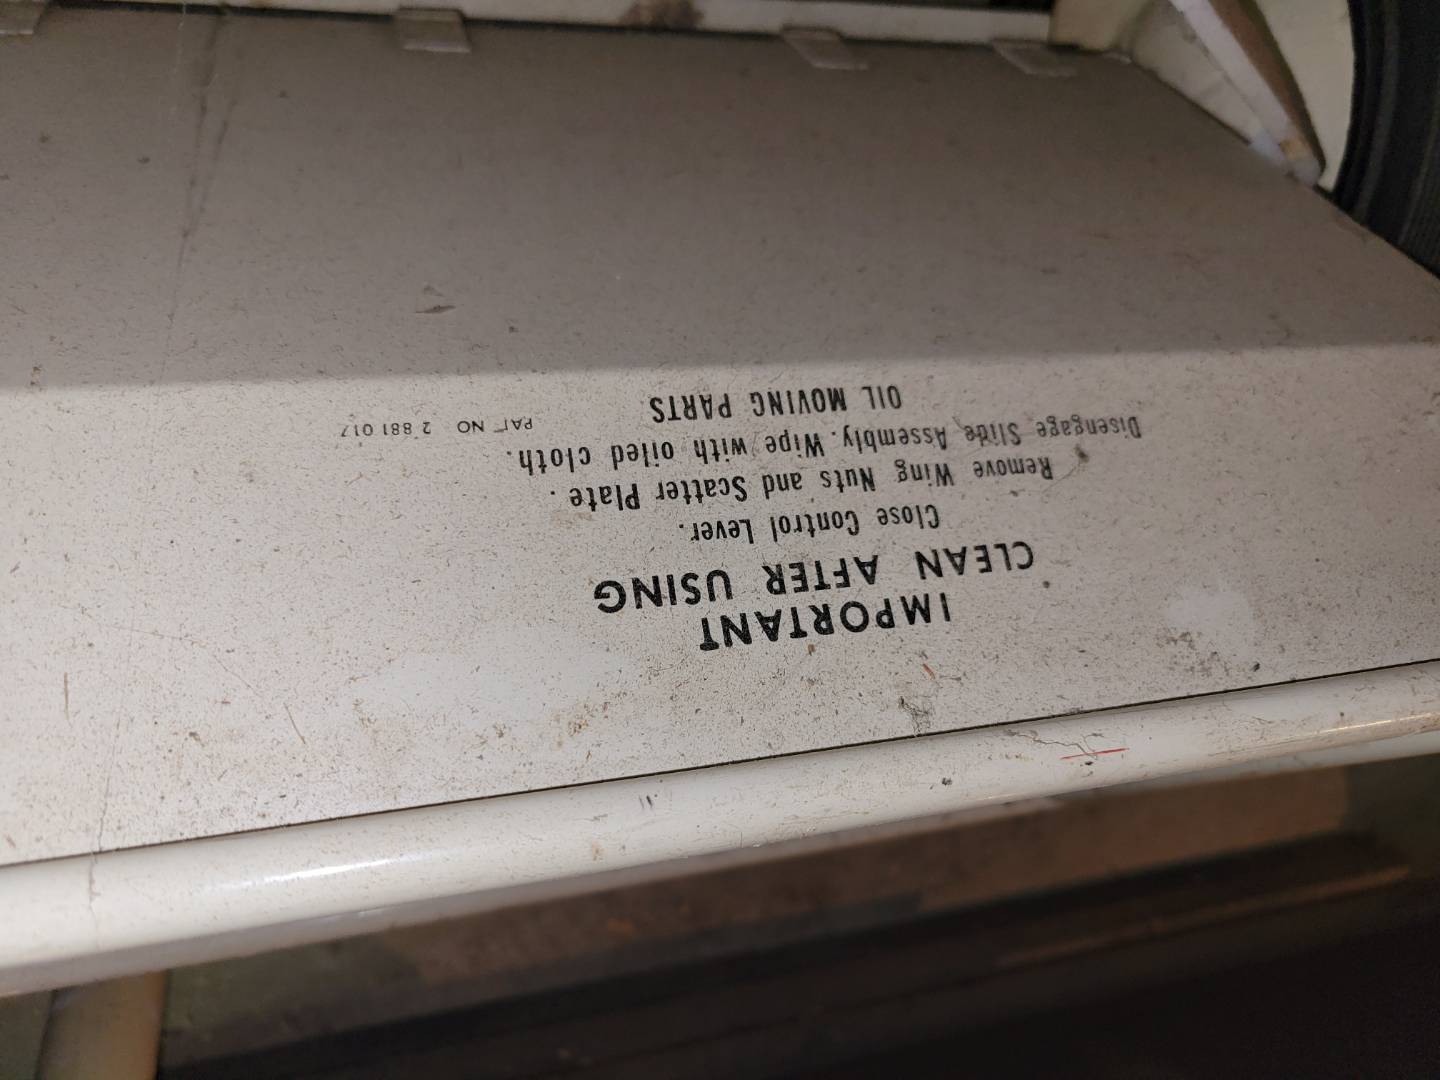 IMPORTANT
CLEAN AFTER USING
Close Control Lever.
Remove Wing Nuts and Scatter Plate.
Disengage Slide Assembly. Wipe with oiled cloth.
OIL MOVING PARTS
PAT NO 2 881 017